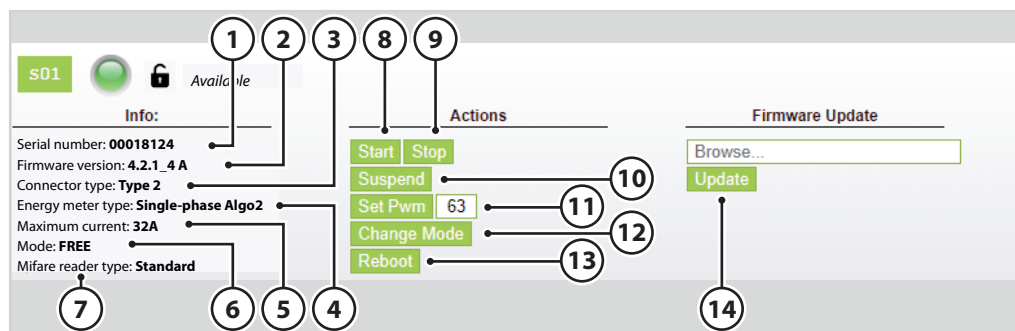 1 2 3 8 9
S01 Available
Info:
Serial number: 00018124
Firmware version: 4.2.1_4 A
Connector type: Type 2
Energy meter type: Single-phase Algo2
Maximum current: 32A
Mode: FREE
Mifare reader type: Standard
Actions
Start Stop
Suspend 10
Set Pwm 63 11
Change Mode 12
Reboot 13
Firmware Update
Browse...
Update
7 6 5 4 14